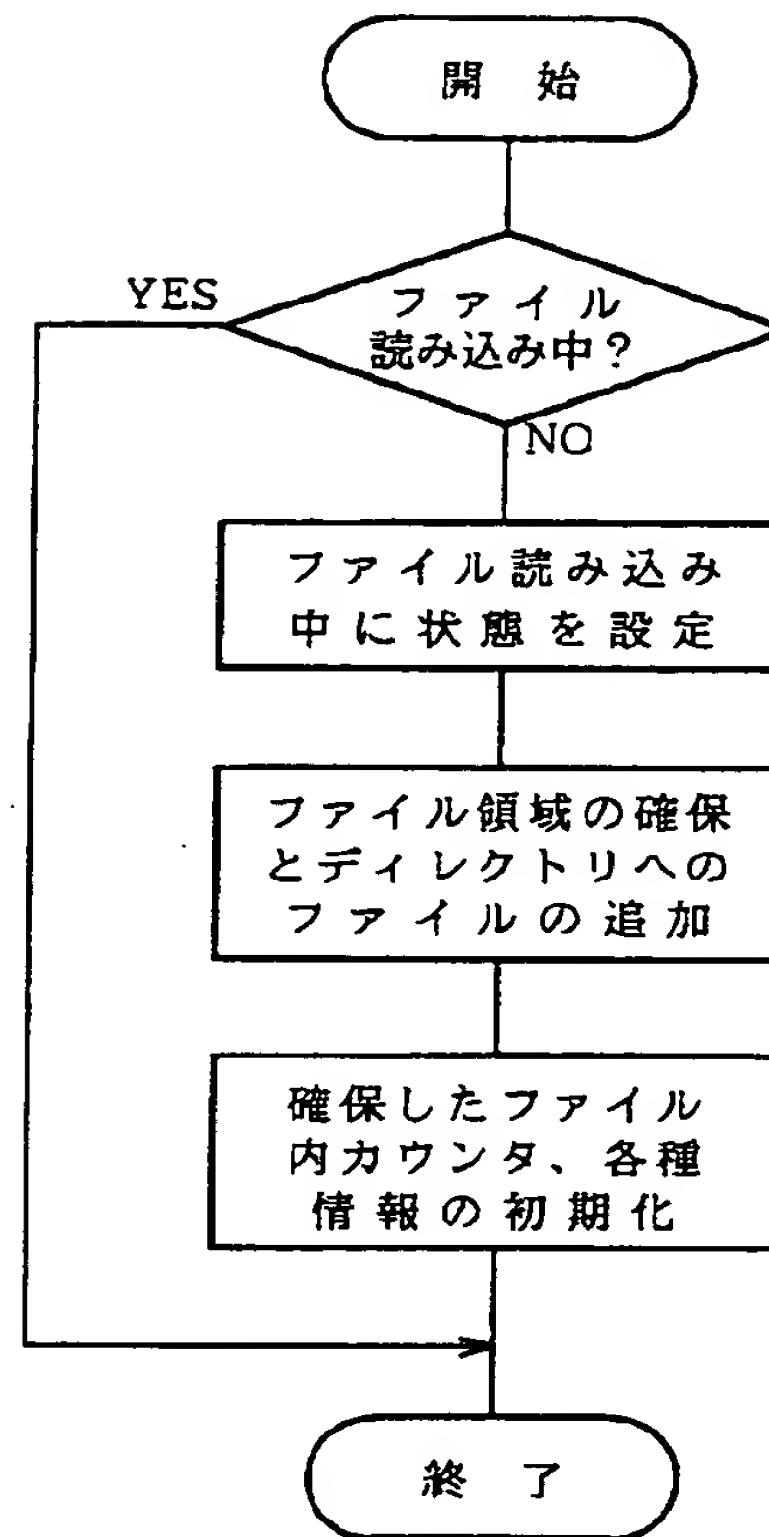 開始
YES
ファイル
読み込み中?
NO
ファイル読み込み
中に状態を設定
ファイル領域の確保
とディレクトリへの
ファイルの追加
確保したファイル
内カウンタ、各種
情報の初期化
終了